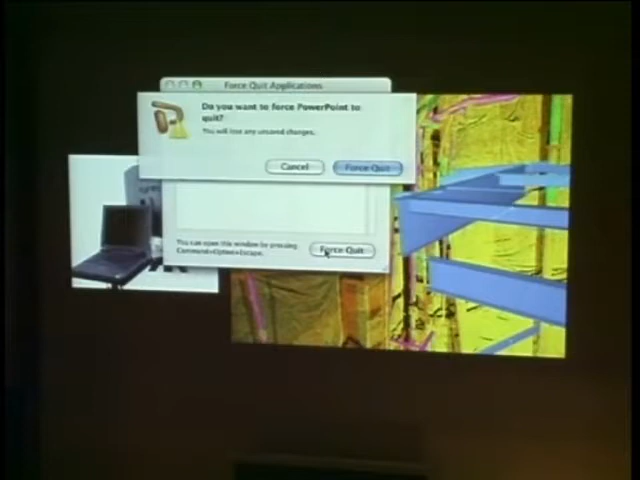 Force Quit Applications
Do you want to force PowerPoint to
quit?
You will lose any unsaved changes.
Cancel
Force Quit
You can open this window by pressing
Command+Option+Escape.
Force Quit